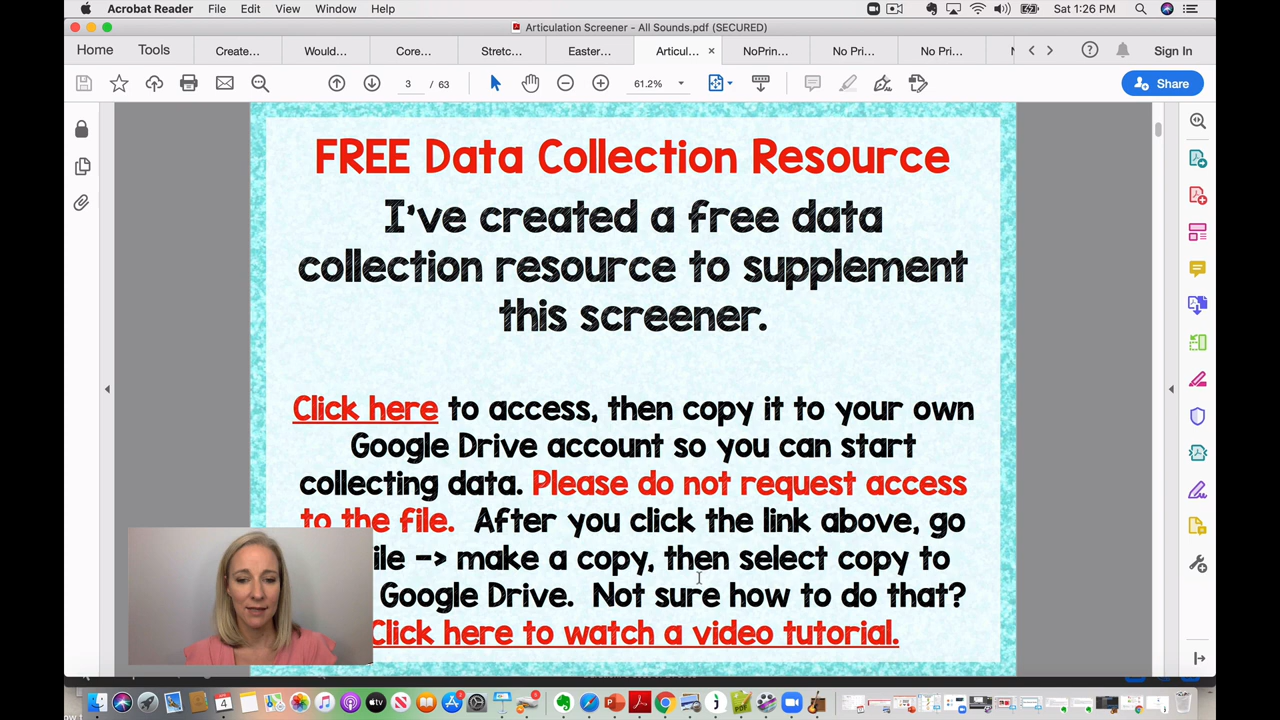 Acrobat Reader File Edit View Window Help Sat 1:26 PM
Articulation Screener - All Sounds.pdf (SECURED)
Home Tools Create... Would... Core... Stretc... Easter... Articul... × NoPrin... No Pri... No Pri... Sign In
3 / 63 61.2% Share
FREE Data Collection Resource
I've created a free data
collection resource to supplement
this screener.
Click here to access, then copy it to your own
Google Drive account so you can start
collecting data. Please do not request access
to the file. After you click the link above, go
ile -> make a copy, then select copy to
Google Drive. Not sure how to do that?
Click here to watch a video tutorial.